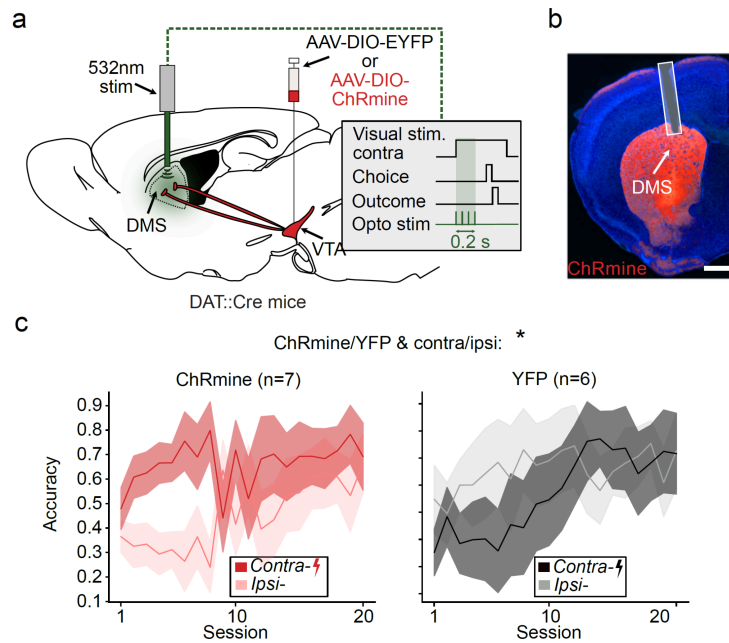 a
532nm
stim
AAV-DIO-EYFP
or
AAV-DIO-
ChRmine
Visual stim.
contra
Choice
Outcome
Opto stim
0.2 s
DMS
VTA
DAT::Cre mice
b
DMS
ChRmine
c
ChRmine/YFP & contra/ipsi: *
ChRmine (n=7)
YFP (n=6)
Accuracy
0.9
0.8
0.7
0.6
0.5
0.4
0.3
0.2
0.1
Contra-
Ipsi-
Contra-
Ipsi-
1
10
20
Session
1
10
20
Session